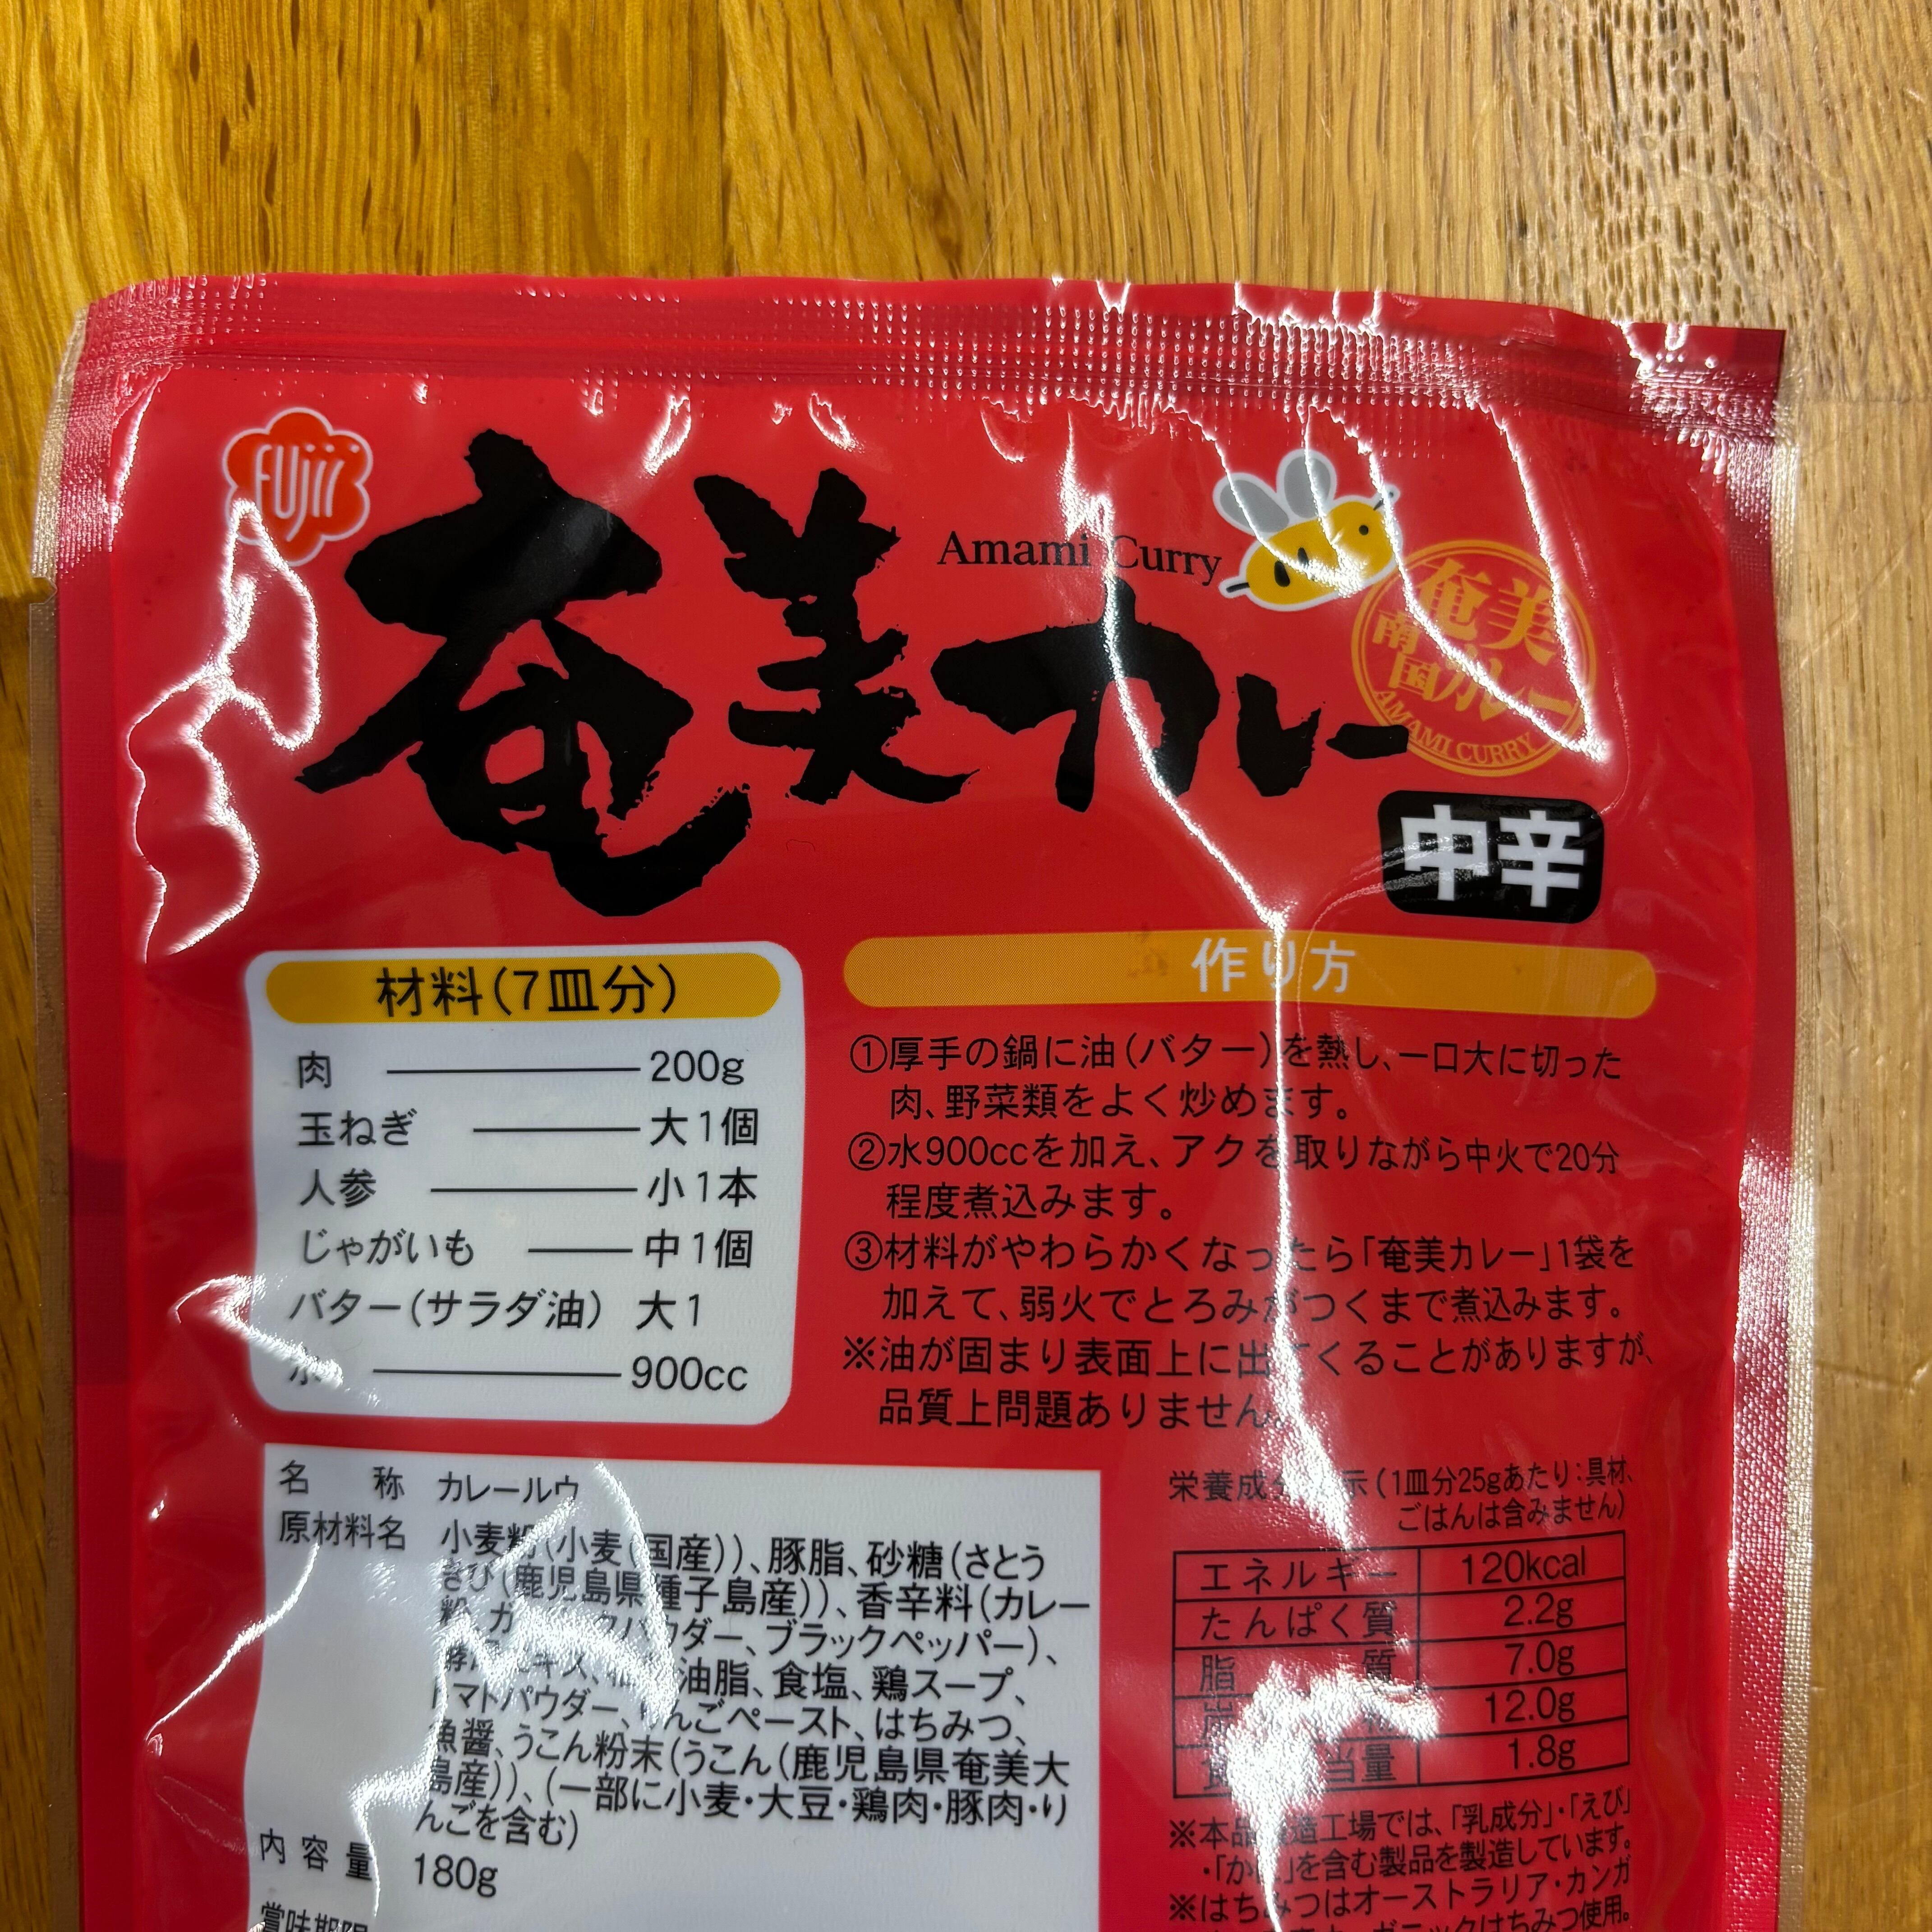 FUJII
奄美カレー
Amami Curry
奄美
南国カレー
AMAMI CURRY
中辛
材料(7皿分)
肉 200g
玉ねぎ 大1個
人参 小1本
じゃがいも 中1個
バター(サラダ油) 大1
水 900cc
作り方
①厚手の鍋に油(バター)を熱し、一口大に切った
肉、野菜類をよく炒めます。
②水900ccを加え、アクを取りながら中火で20分
程度煮込みます。
③材料がやわらかくなったら「奄美カレー」1袋を
加えて、弱火でとろみがつくまで煮込みます。
※油が固まり表面上に出てくることがありますが、
品質上問題ありません。
名称 カレールウ
原材料名 小麦粉(小麦(国産))、豚脂、砂糖(さとう
きび(鹿児島県種子島産))、香辛料(カレー
粉、ガーリックパウダー、ブラックペッパー)、
油脂、食塩、鶏スープ、
トマトパウダー、りんごペースト、はちみつ、
魚醤、うこん粉末(うこん(鹿児島県奄美大
島産))、(一部に小麦・大豆・鶏肉・豚肉・り
んごを含む)
内容量 180g
賞味期限
栄養成分表示(1皿分25gあたり:具材、
ごはんは含みません)
エネルギー 120kcal
たんぱく質 2.2g
脂質 7.0g
12.0g
当量 1.8g
※本品製造工場では、「乳成分」・「えび」
・「かに」を含む製品を製造しています。
※はちみつはオーストラリア・カンガ
はちみつ使用。